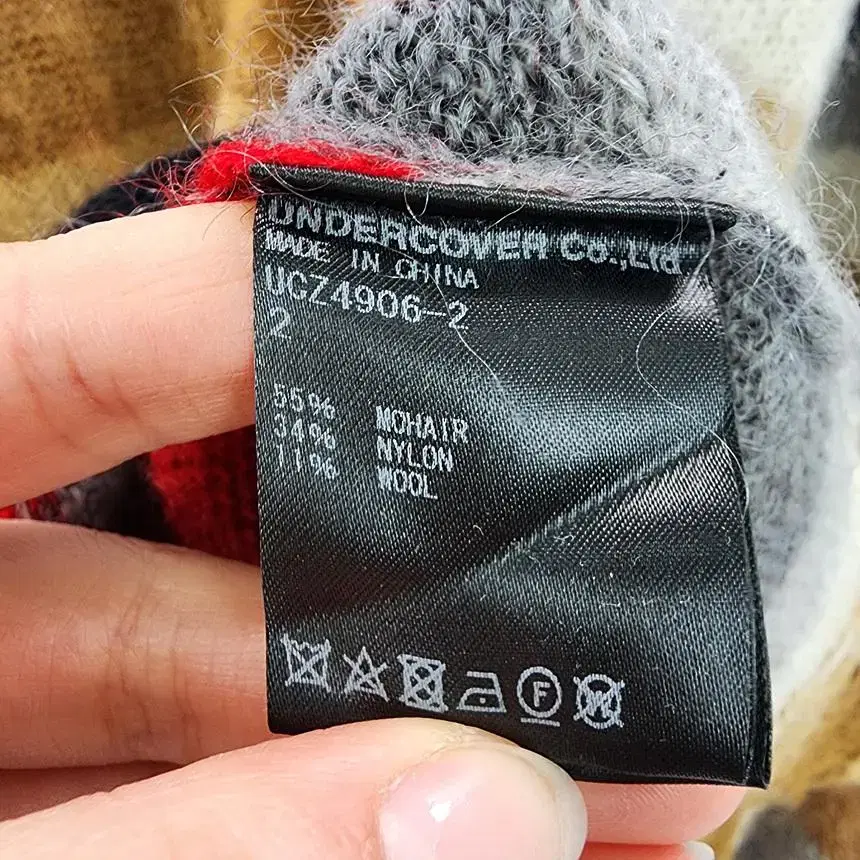 UNDERCOVER Co.,Ltd.
MADE IN CHINA
UCZ4906-2
2
55% MOHAIR
34% NYLON
11% WOOL
F
W